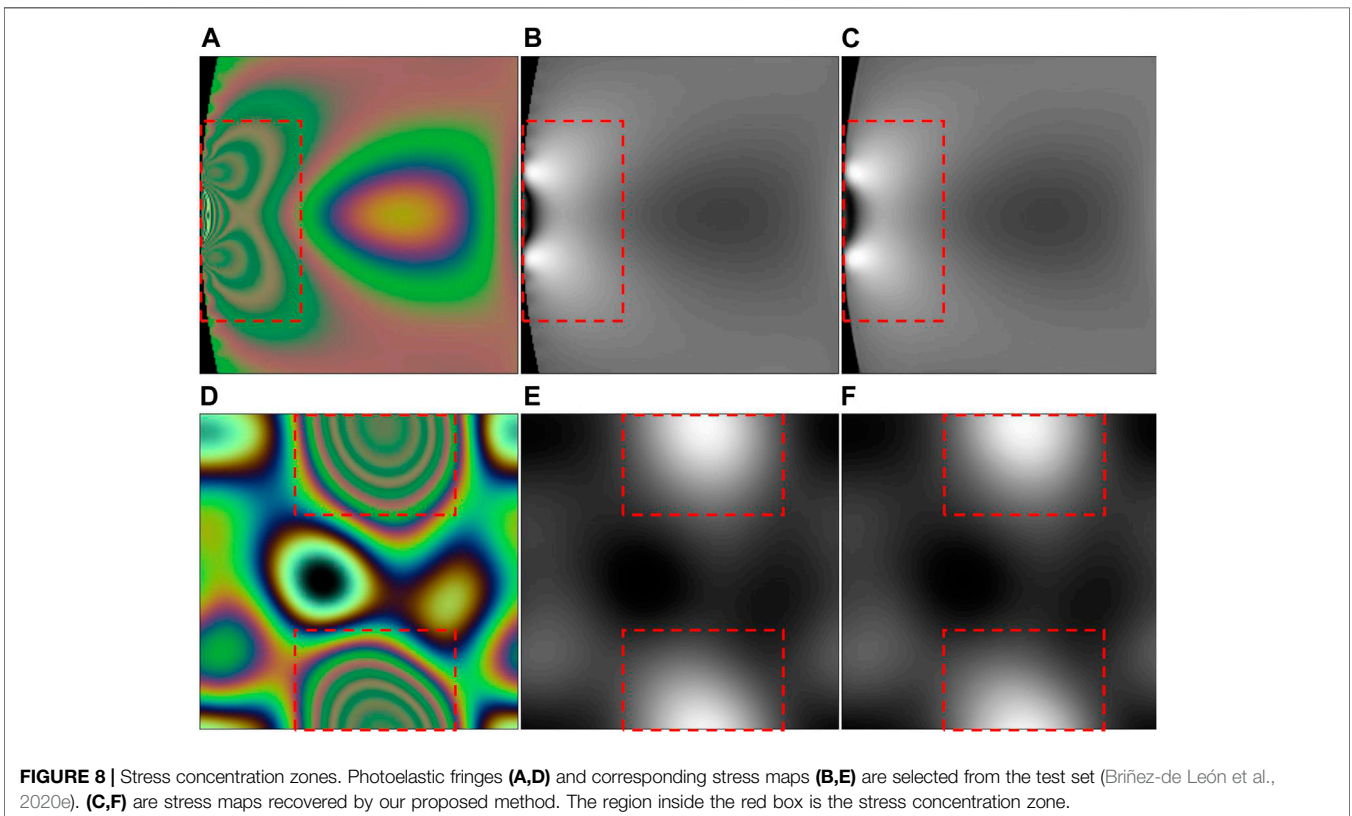 A
B
C
D
E
F
FIGURE 8 | Stress concentration zones. Photoelastic fringes (A,D) and corresponding stress maps (B,E) are selected from the test set (Briñez-de León et al.,
2020e). (C,F) are stress maps recovered by our proposed method. The region inside the red box is the stress concentration zone.